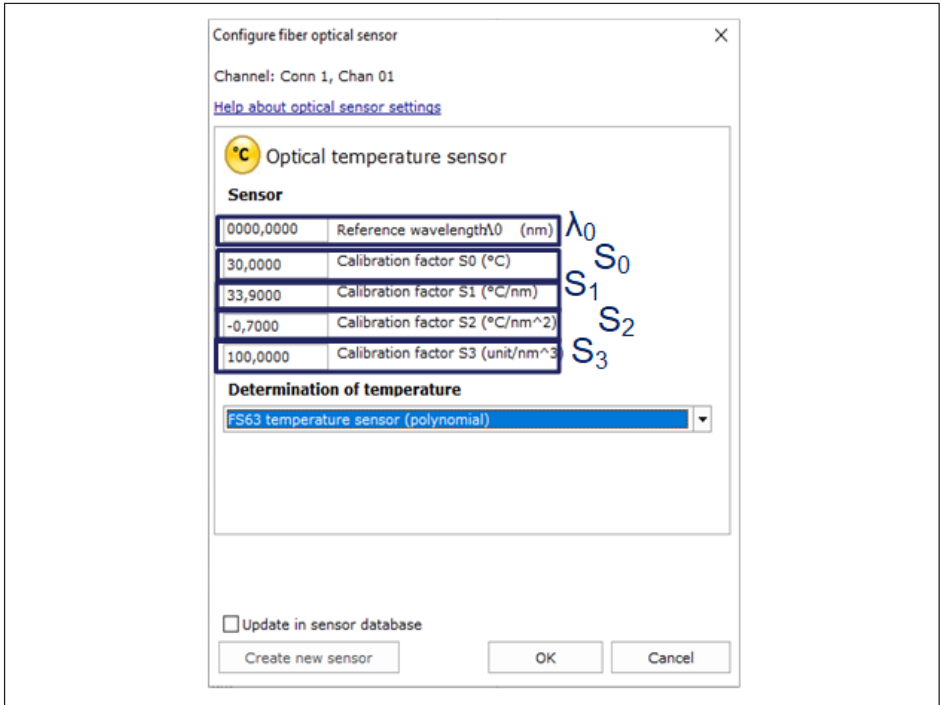 Configure fiber optical sensor
Channel: Conn 1, Chan 01
Help about optical sensor settings
°C Optical temperature sensor
Sensor
0000,0000 Reference wavelength λ0 (nm) λ0
30,0000 Calibration factor S0 (°C) S0
33,9000 Calibration factor S1 (°C/nm) S1
-0,7000 Calibration factor S2 (°C/nm^2) S2
100,0000 Calibration factor S3 (unit/nm^3) S3
Determination of temperature
FS63 temperature sensor (polynomial)
Update in sensor database
Create new sensor OK Cancel